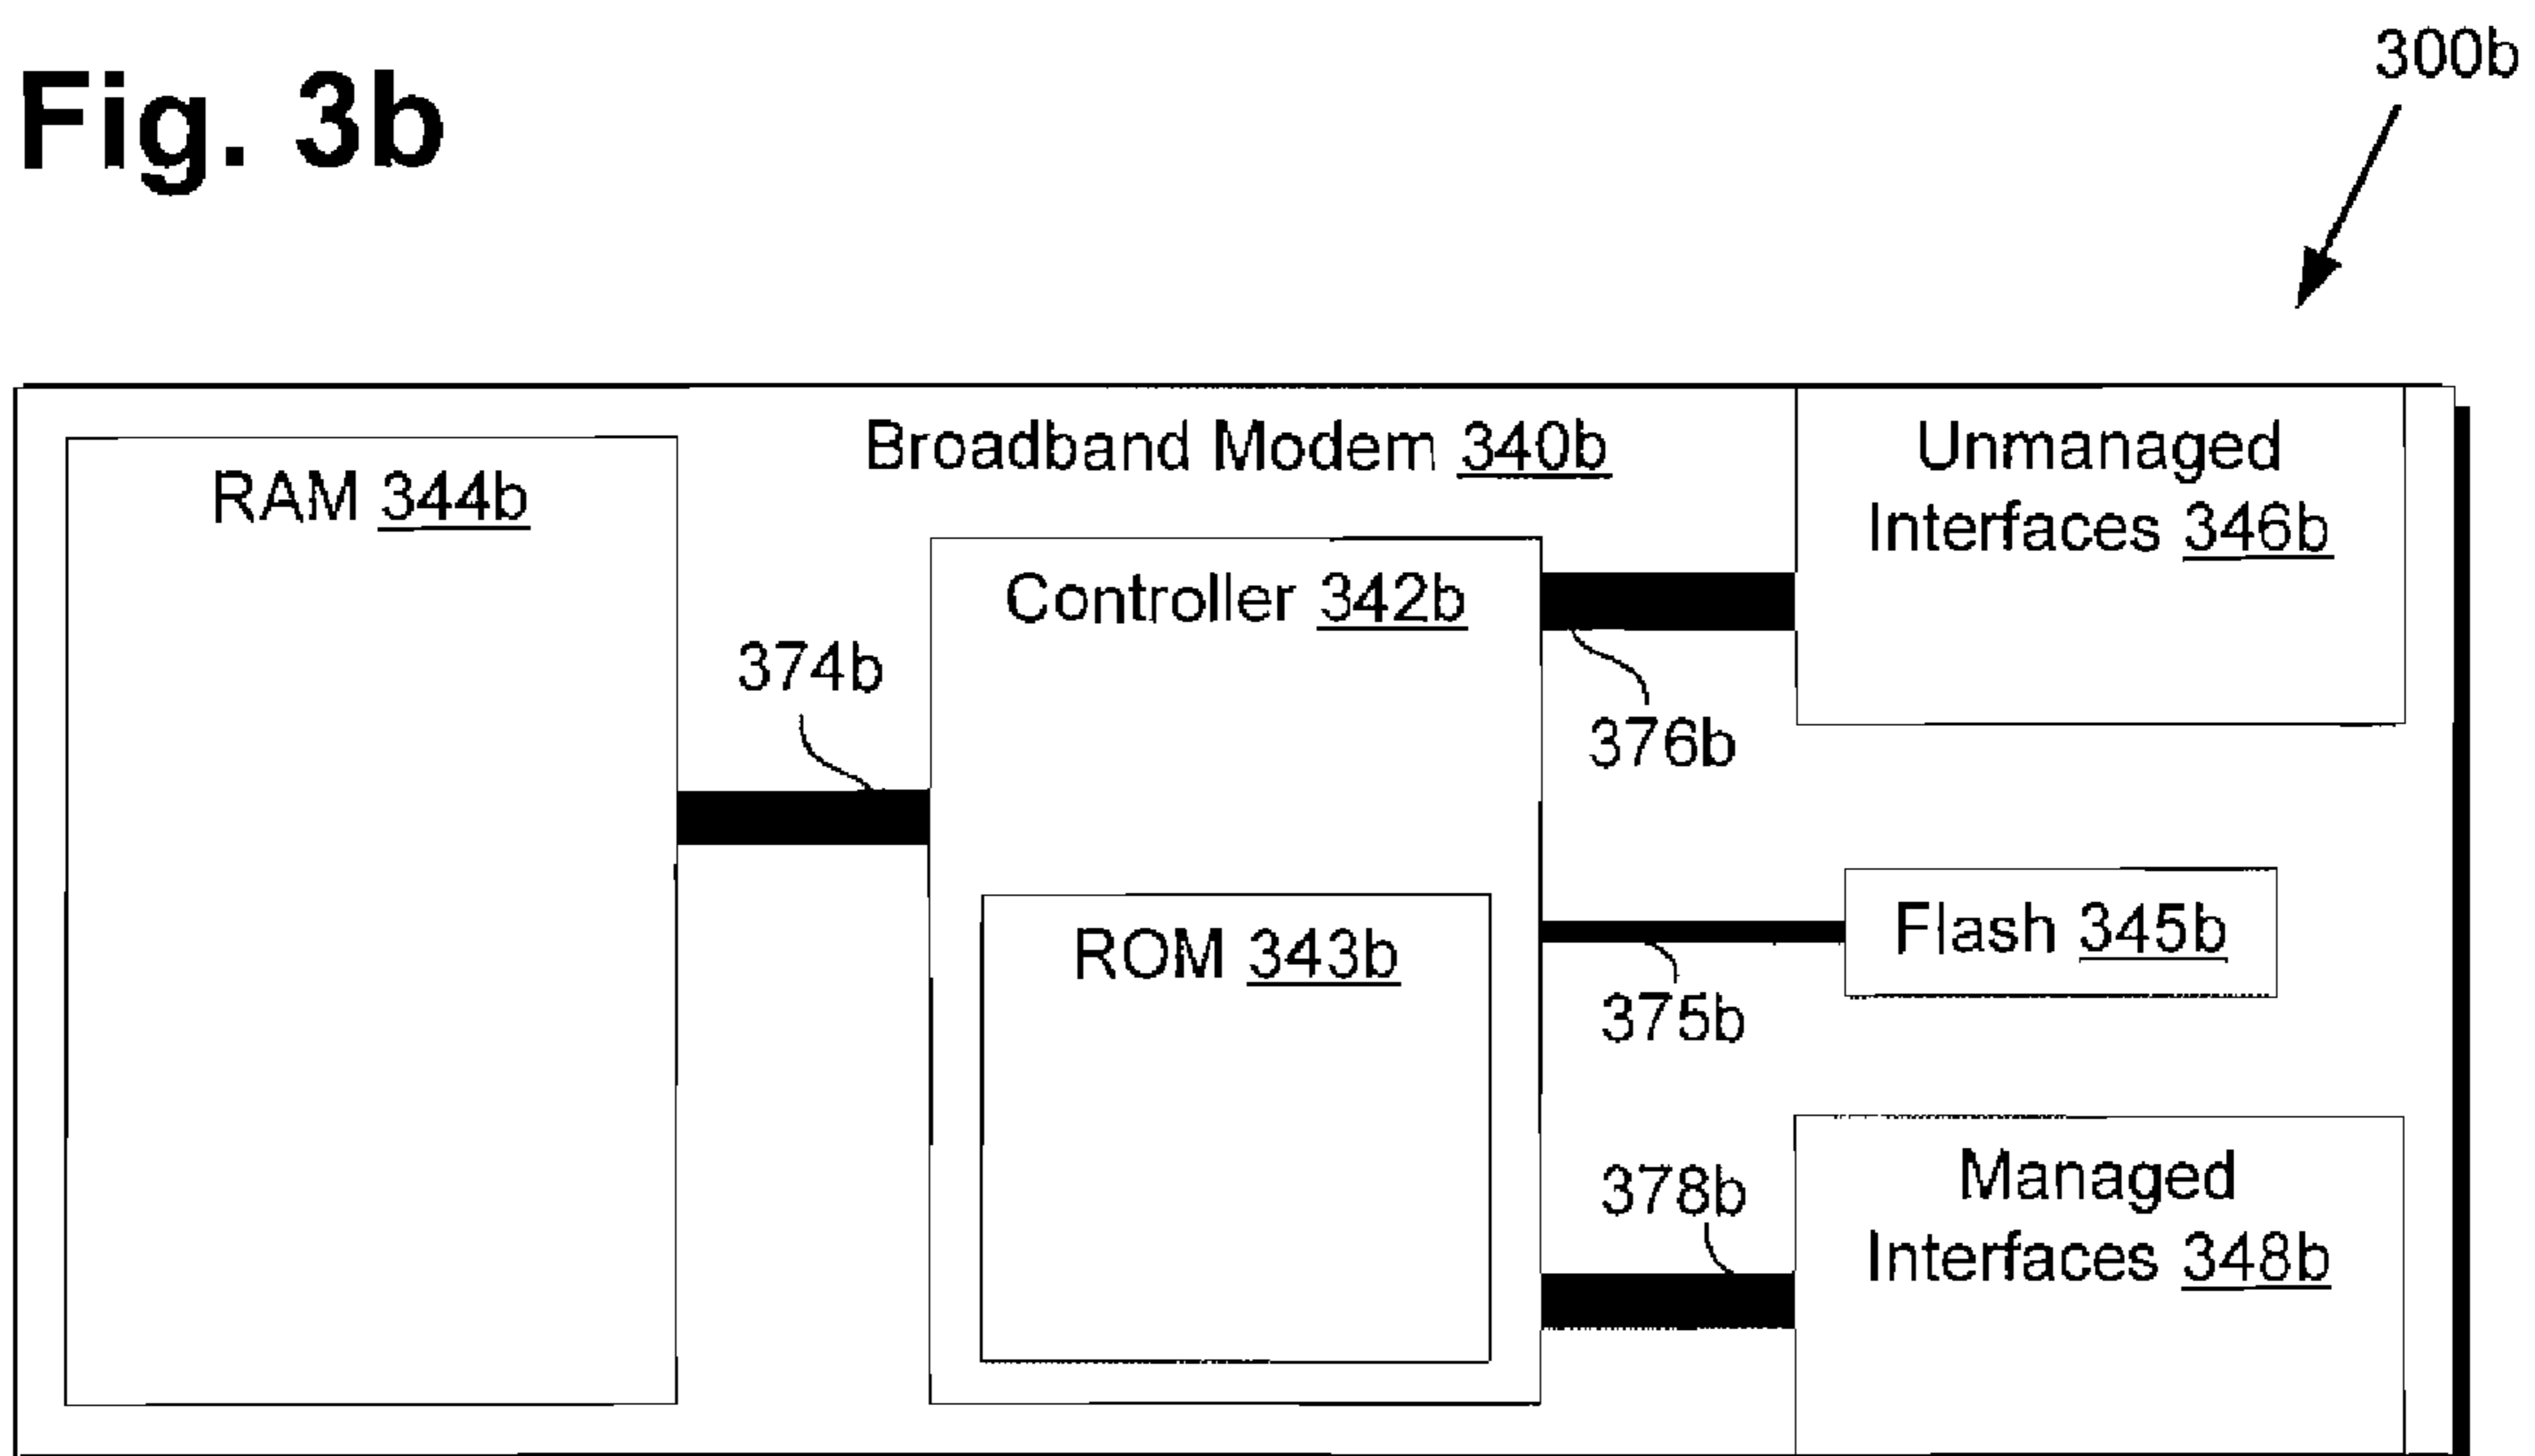 Fig. 3b
300b
Broadband Modem 340b
RAM 344b
Unmanaged
Interfaces 346b
Controller 342b
374b
376b
ROM 343b
Flash 345b
375b
378b
Managed
Interfaces 348b